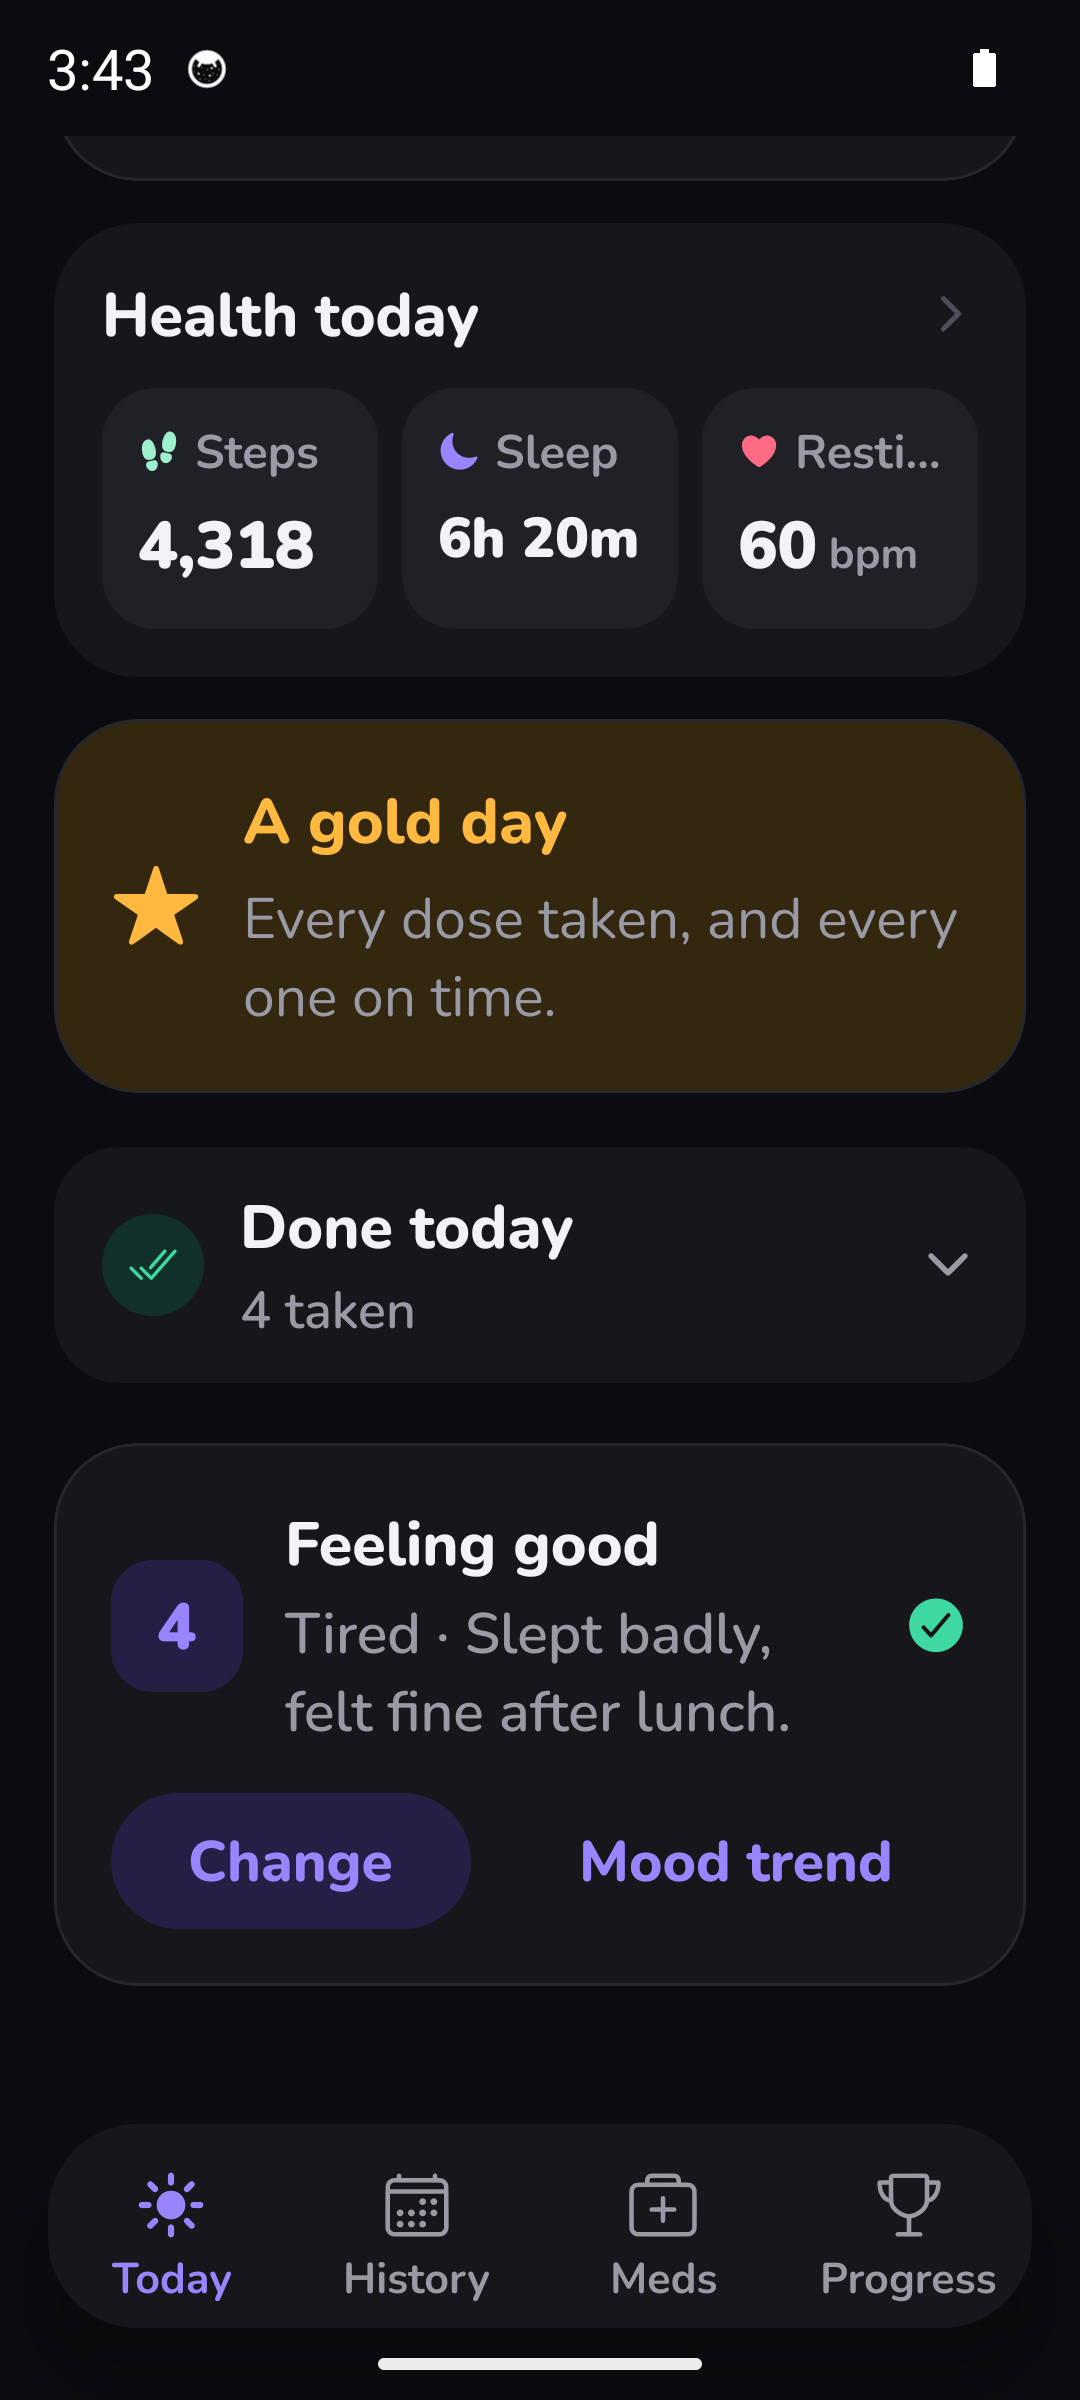 3:43
Health today
Steps
Sleep
Resti...
4,318
6h 20m
60 bpm
A gold day
Every dose taken, and every
one on time.
Done today
4 taken
4
Feeling good
Tired · Slept badly,
felt fine after lunch.
Change
Mood trend
Today
History
Meds
Progress